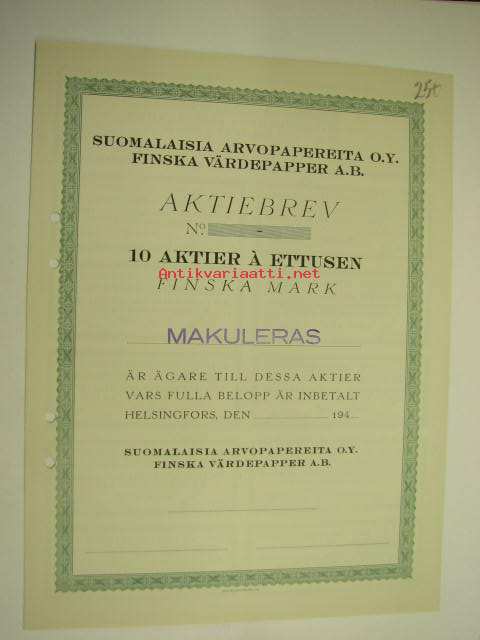 25€
SUOMALAISIA ARVOPAPEREITA O.Y.
FINSKA VÄRDEPAPPER A.B.
AKTIEBREV
No. -
10 AKTIER À ETTUSEN
Antikvariaatti.net
FINSKA MARK
MAKULERAS
ÄR ÄGARE TILL DESSA AKTIER
VARS FULLA BELOPP ÄR INBETALT
HELSINGFORS, DEN 194
SUOMALAISIA ARVOPAPEREITA O.Y.
FINSKA VÄRDEPAPPER A.B.